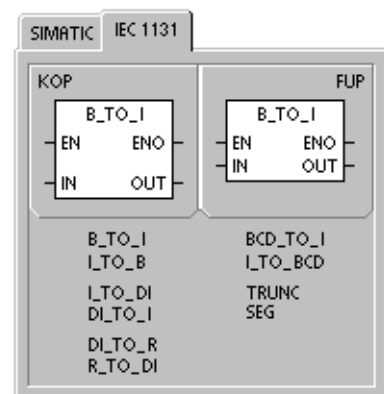 SIMATIC IEC 1131
KOP FUP
B_TO_I B_TO_I
EN ENO EN ENO
IN OUT IN OUT
B_TO_I BCD_TO_I
I_TO_B I_TO_BCD
I_TO_DI TRUNC
DI_TO_I SEG
DI_TO_R
R_TO_DI